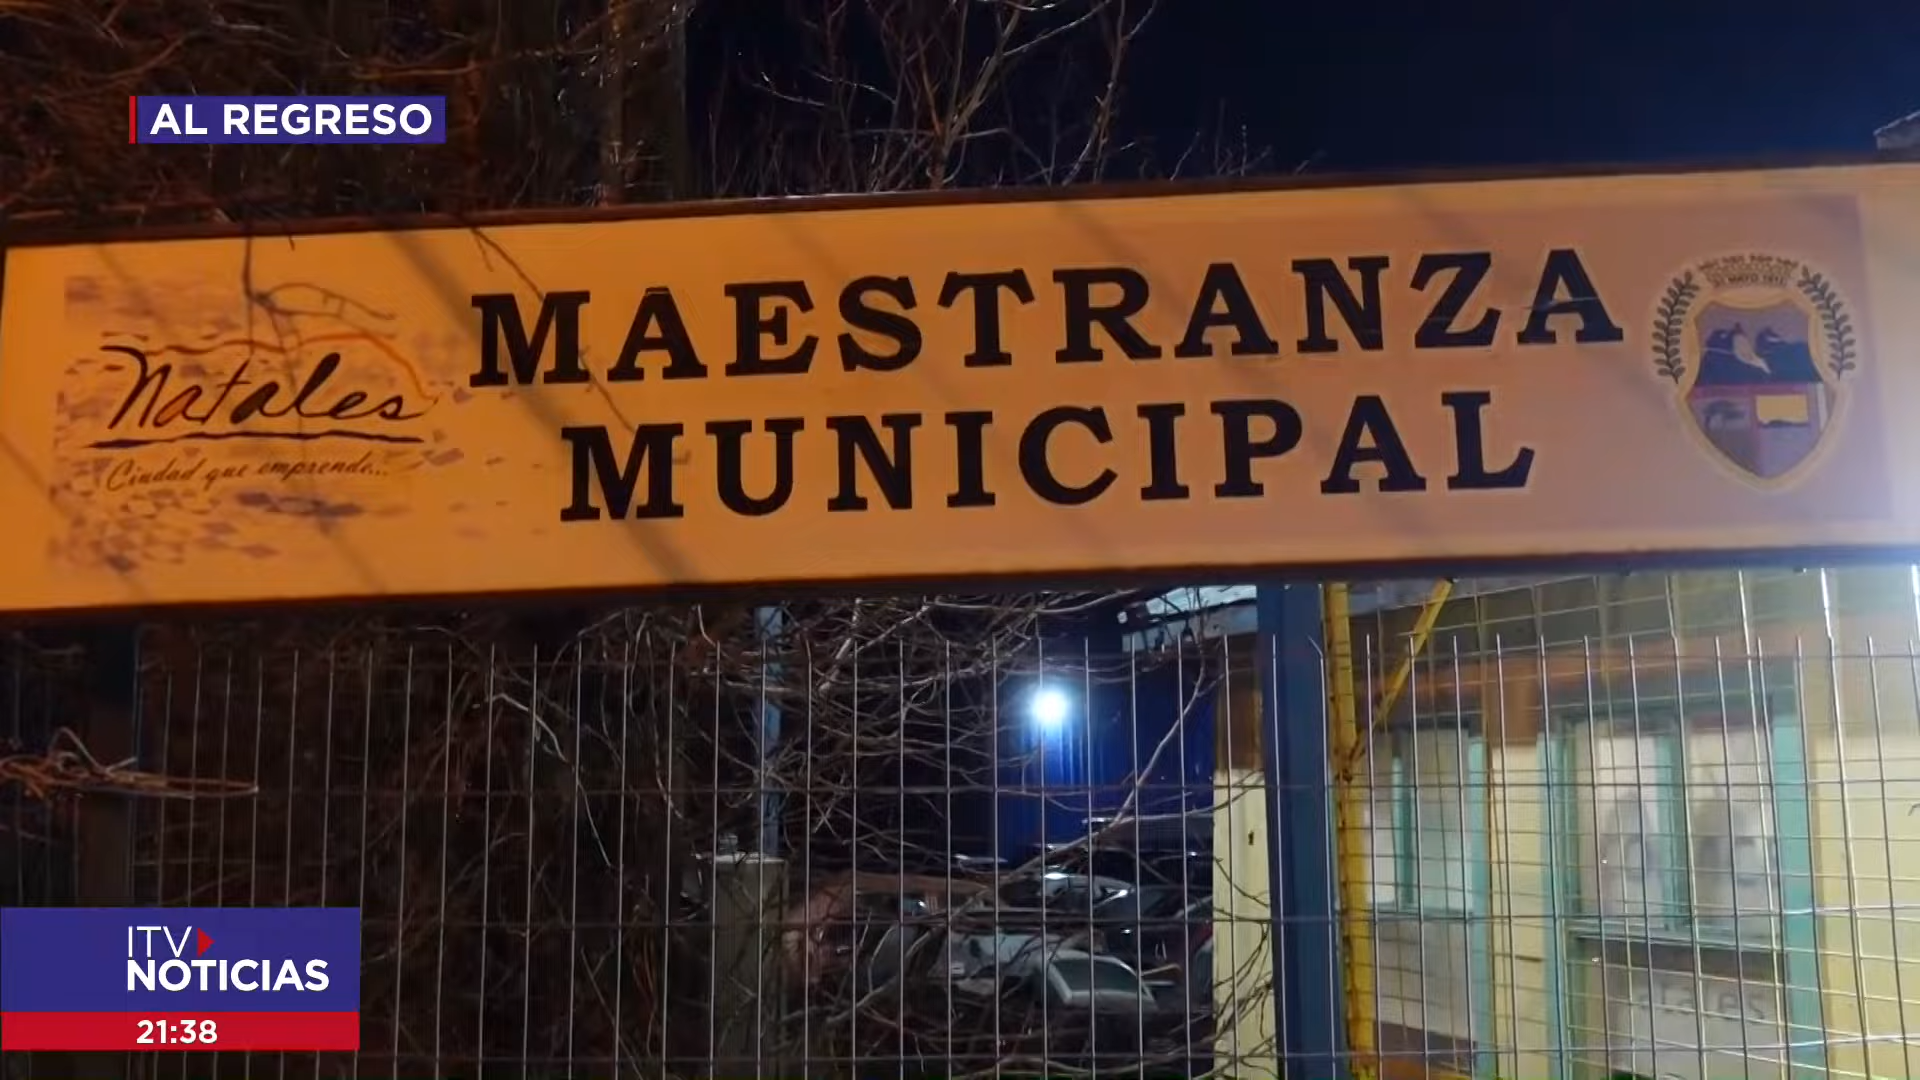 AL REGRESO
MAESTRANZA
MUNICIPAL
Natales
Ciudad que emprende...
ITV
NOTICIAS
21:38